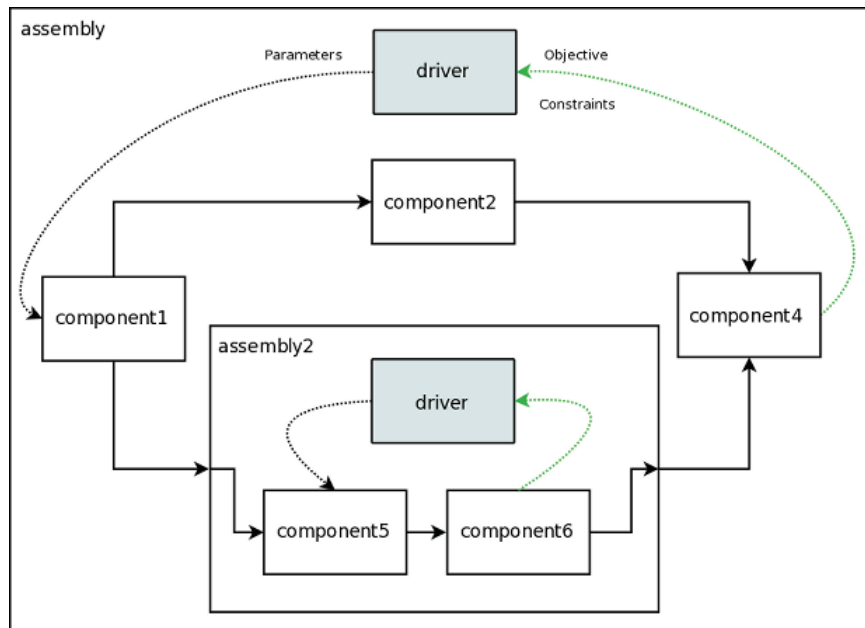 assembly
Parameters
driver
Objective
Constraints
component2
component1
component4
assembly2
driver
component5
component6